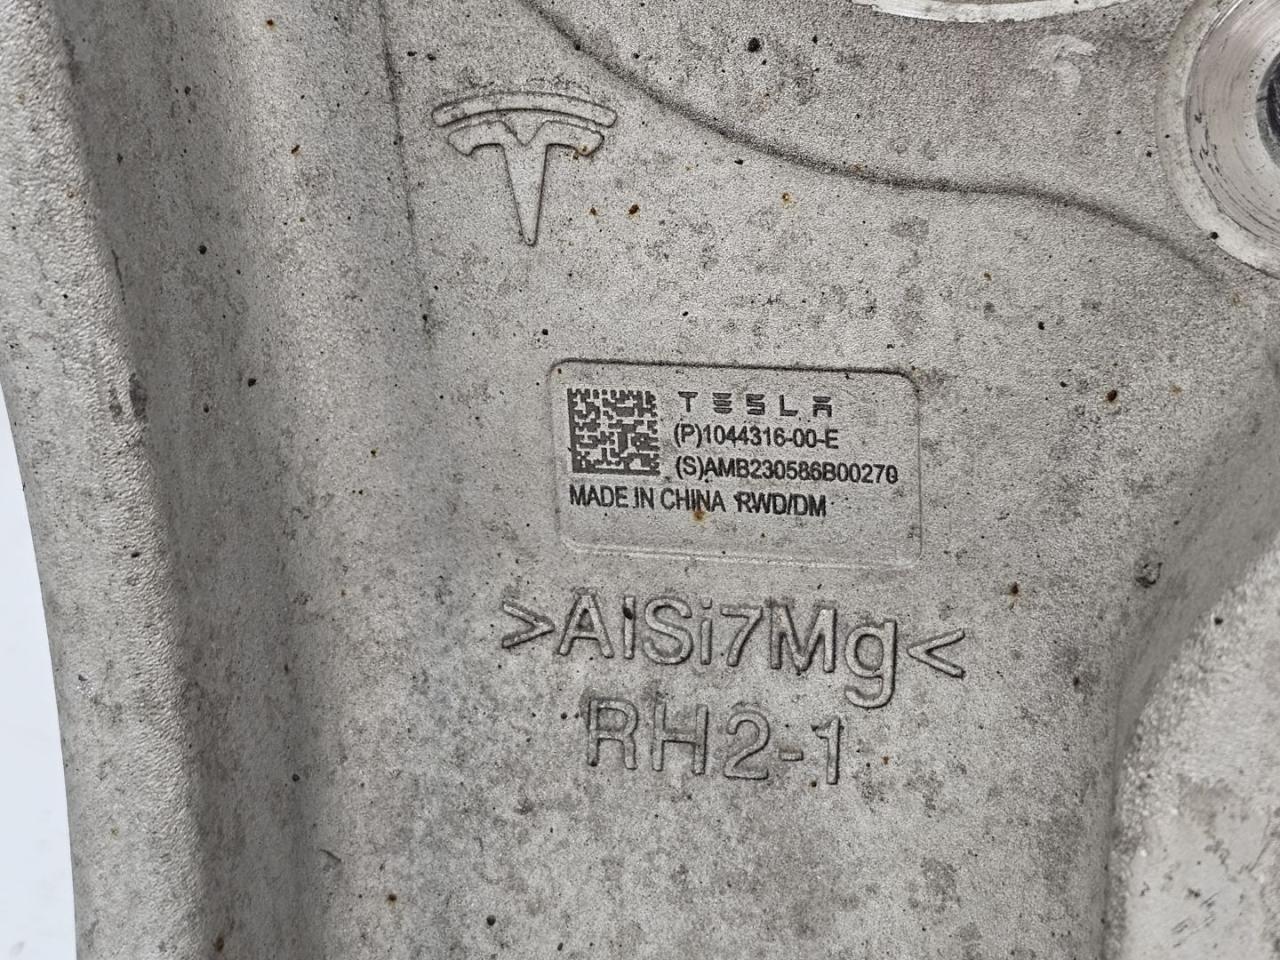 TESLA
(P)1044316-00-E
(S)AMB230586B00270
MADE IN CHINA RWD/DM
>AlSi7Mg<
RH2-1